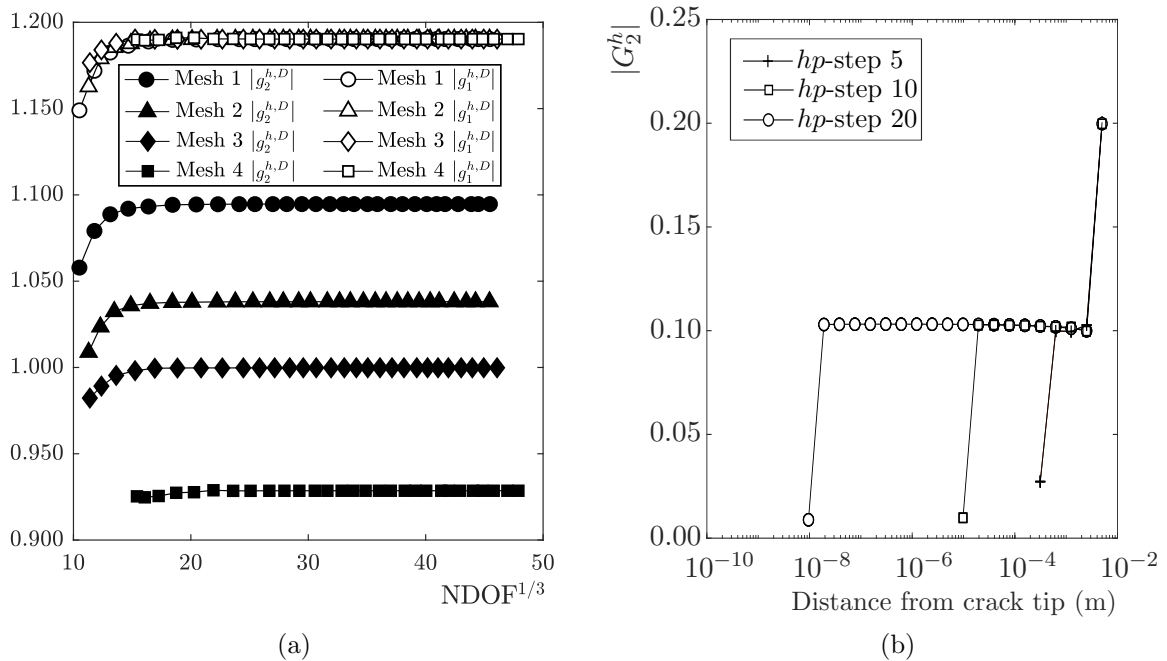 1.200
1.150
1.100
1.050
1.000
0.950
0.900
10 20 30 40 50
NDOF^{1/3}
Mesh 1 |g_2^{h,D}| Mesh 1 |g_1^{h,D}|
Mesh 2 |g_2^{h,D}| Mesh 2 |g_1^{h,D}|
Mesh 3 |g_2^{h,D}| Mesh 3 |g_1^{h,D}|
Mesh 4 |g_2^{h,D}| Mesh 4 |g_1^{h,D}|
(a)
|G_2^h|
0.25
0.20
0.15
0.10
0.05
0.00
10^{-10} 10^{-8} 10^{-6} 10^{-4} 10^{-2}
Distance from crack tip (m)
hp-step 5
hp-step 10
hp-step 20
(b)